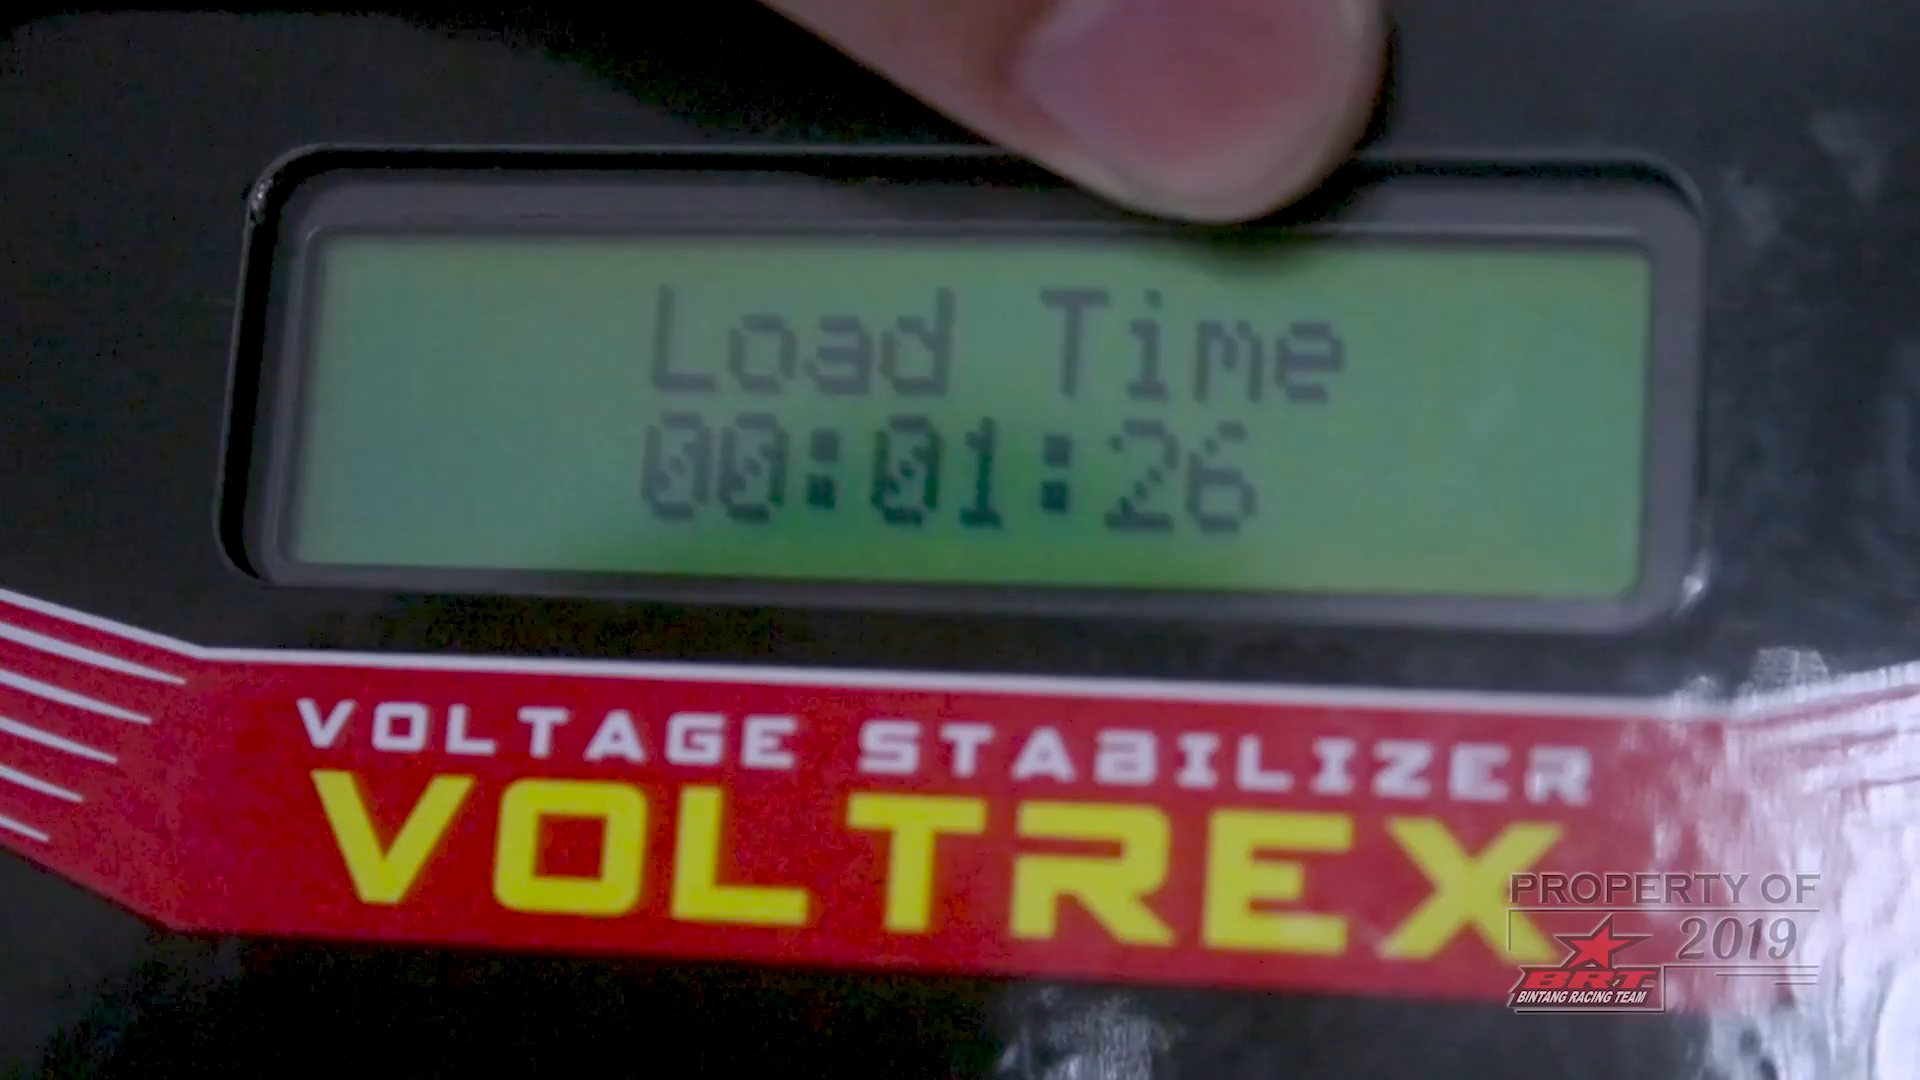 Load Time
00:01:26
VOLTAGE STABILIZER
VOLTREX
PROPERTY OF
2019
BRT
BINTANG RACING TEAM